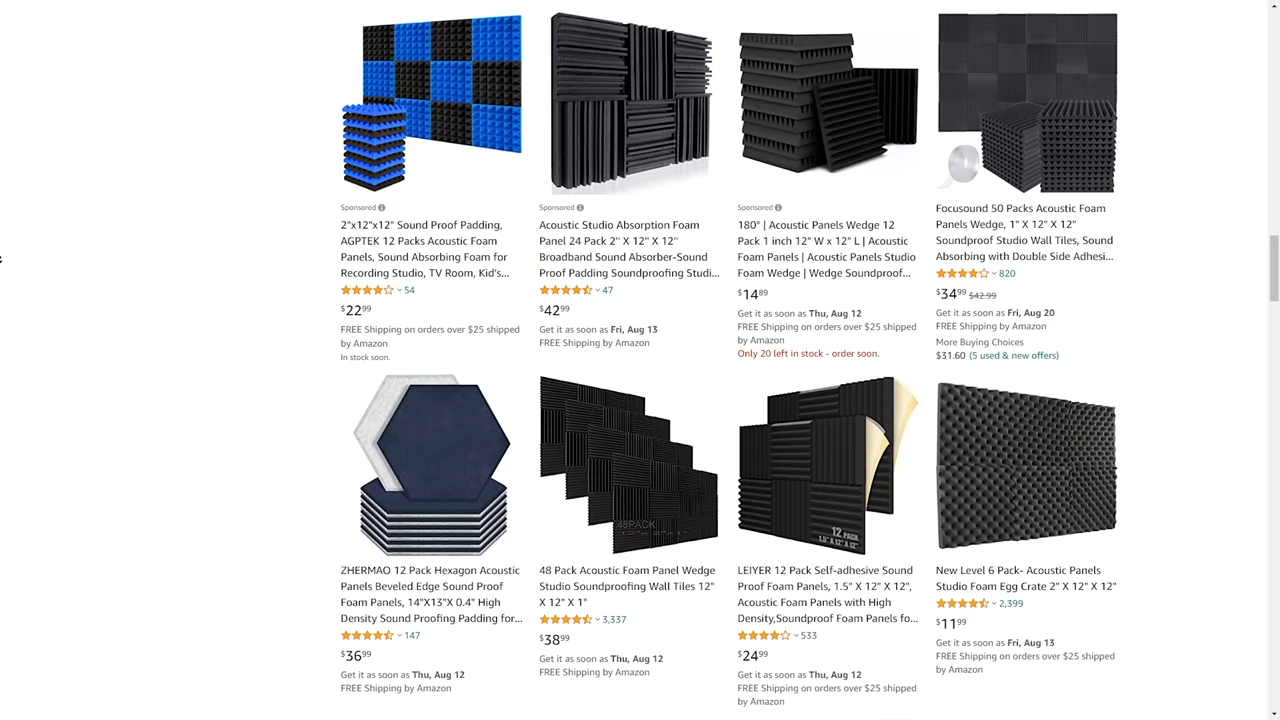 Sponsored
2"x12"x12" Sound Proof Padding,
AGPTEK 12 Packs Acoustic Foam
Panels, Sound Absorbing Foam for
Recording Studio, TV Room, Kid's...
54
$22.99
FREE Shipping on orders over $25 shipped
by Amazon
In stock soon.
Sponsored
Acoustic Studio Absorption Foam
Panel 24 Pack 2'' X 12'' X 12''
Broadband Sound Absorber-Sound
Proof Padding Soundproofing Studi...
47
$42.99
Get it as soon as Fri, Aug 13
FREE Shipping by Amazon
Sponsored
180° | Acoustic Panels Wedge 12
Pack 1 inch 12" W x 12" L | Acoustic
Foam Panels | Acoustic Panels Studio
Foam Wedge | Wedge Soundproof...
$14.89
Get it as soon as Thu, Aug 12
FREE Shipping on orders over $25 shipped
by Amazon
Only 20 left in stock - order soon.
Focusound 50 Packs Acoustic Foam
Panels Wedge, 1" X 12" X 12"
Soundproof Studio Wall Tiles, Sound
Absorbing with Double Side Adhesi...
820
$34.99 $42.99
Get it as soon as Fri, Aug 20
FREE Shipping by Amazon
More Buying Choices
$31.60 (5 used & new offers)
ZHERMAO 12 Pack Hexagon Acoustic
Panels Beveled Edge Sound Proof
Foam Panels, 14"X13"X 0.4" High
Density Sound Proofing Padding for...
147
$36.99
Get it as soon as Thu, Aug 12
FREE Shipping by Amazon
48PACK
48 Pack Acoustic Foam Panel Wedge
Studio Soundproofing Wall Tiles 12"
X 12" X 1"
3,337
$38.99
Get it as soon as Thu, Aug 12
FREE Shipping by Amazon
12 PACK
1.5" X 12" X 12"
LEIYER 12 Pack Self-adhesive Sound
Proof Foam Panels, 1.5" X 12" X 12",
Acoustic Foam Panels with High
Density,Soundproof Foam Panels fo...
533
$24.99
Get it as soon as Thu, Aug 12
FREE Shipping on orders over $25 shipped
by Amazon
New Level 6 Pack- Acoustic Panels
Studio Foam Egg Crate 2" X 12" X 12"
2,399
$11.99
Get it as soon as Fri, Aug 13
FREE Shipping on orders over $25 shipped
by Amazon